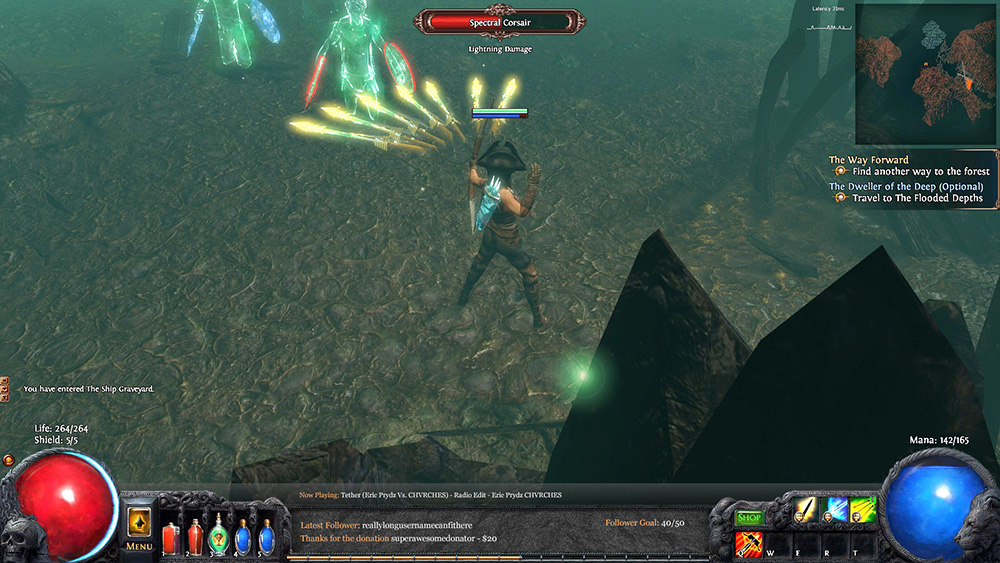 Spectral Corsair
Lightning Damage
Latency 21ms
The Way Forward
Find another way to the forest
The Dweller of the Deep (Optional)
Travel to The Flooded Depths
You have entered The Ship Graveyard.
Life: 264/264
Shield: 5/5
Mana: 142/165
Now Playing: Tether (Eric Prydz Vs. CHVRCHES) - Radio Edit - Eric Prydz CHVRCHES
Latest Follower: reallylongusernamecanfithere
Follower Goal: 40/50
Thanks for the donation superawesomedonator - $20
MENU
1 2 3 4 5
SHOP
Q W E R T